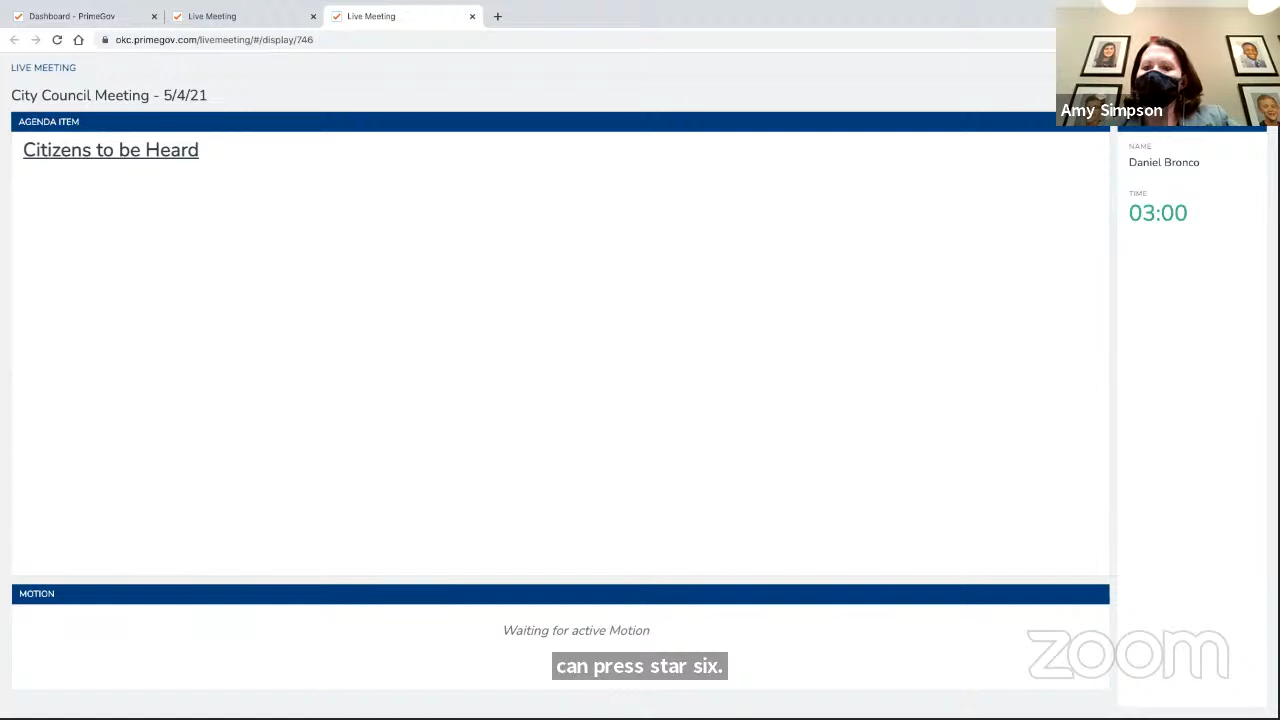 Dashboard - PrimeGov
Live Meeting
Live Meeting
okc.primegov.com/livemeeting/#/display/746
LIVE MEETING
City Council Meeting - 5/4/21
Amy Simpson
AGENDA ITEM
Citizens to be Heard
NAME
Daniel Bronco
TIME
03:00
MOTION
Waiting for active Motion
zoom
can press star six.